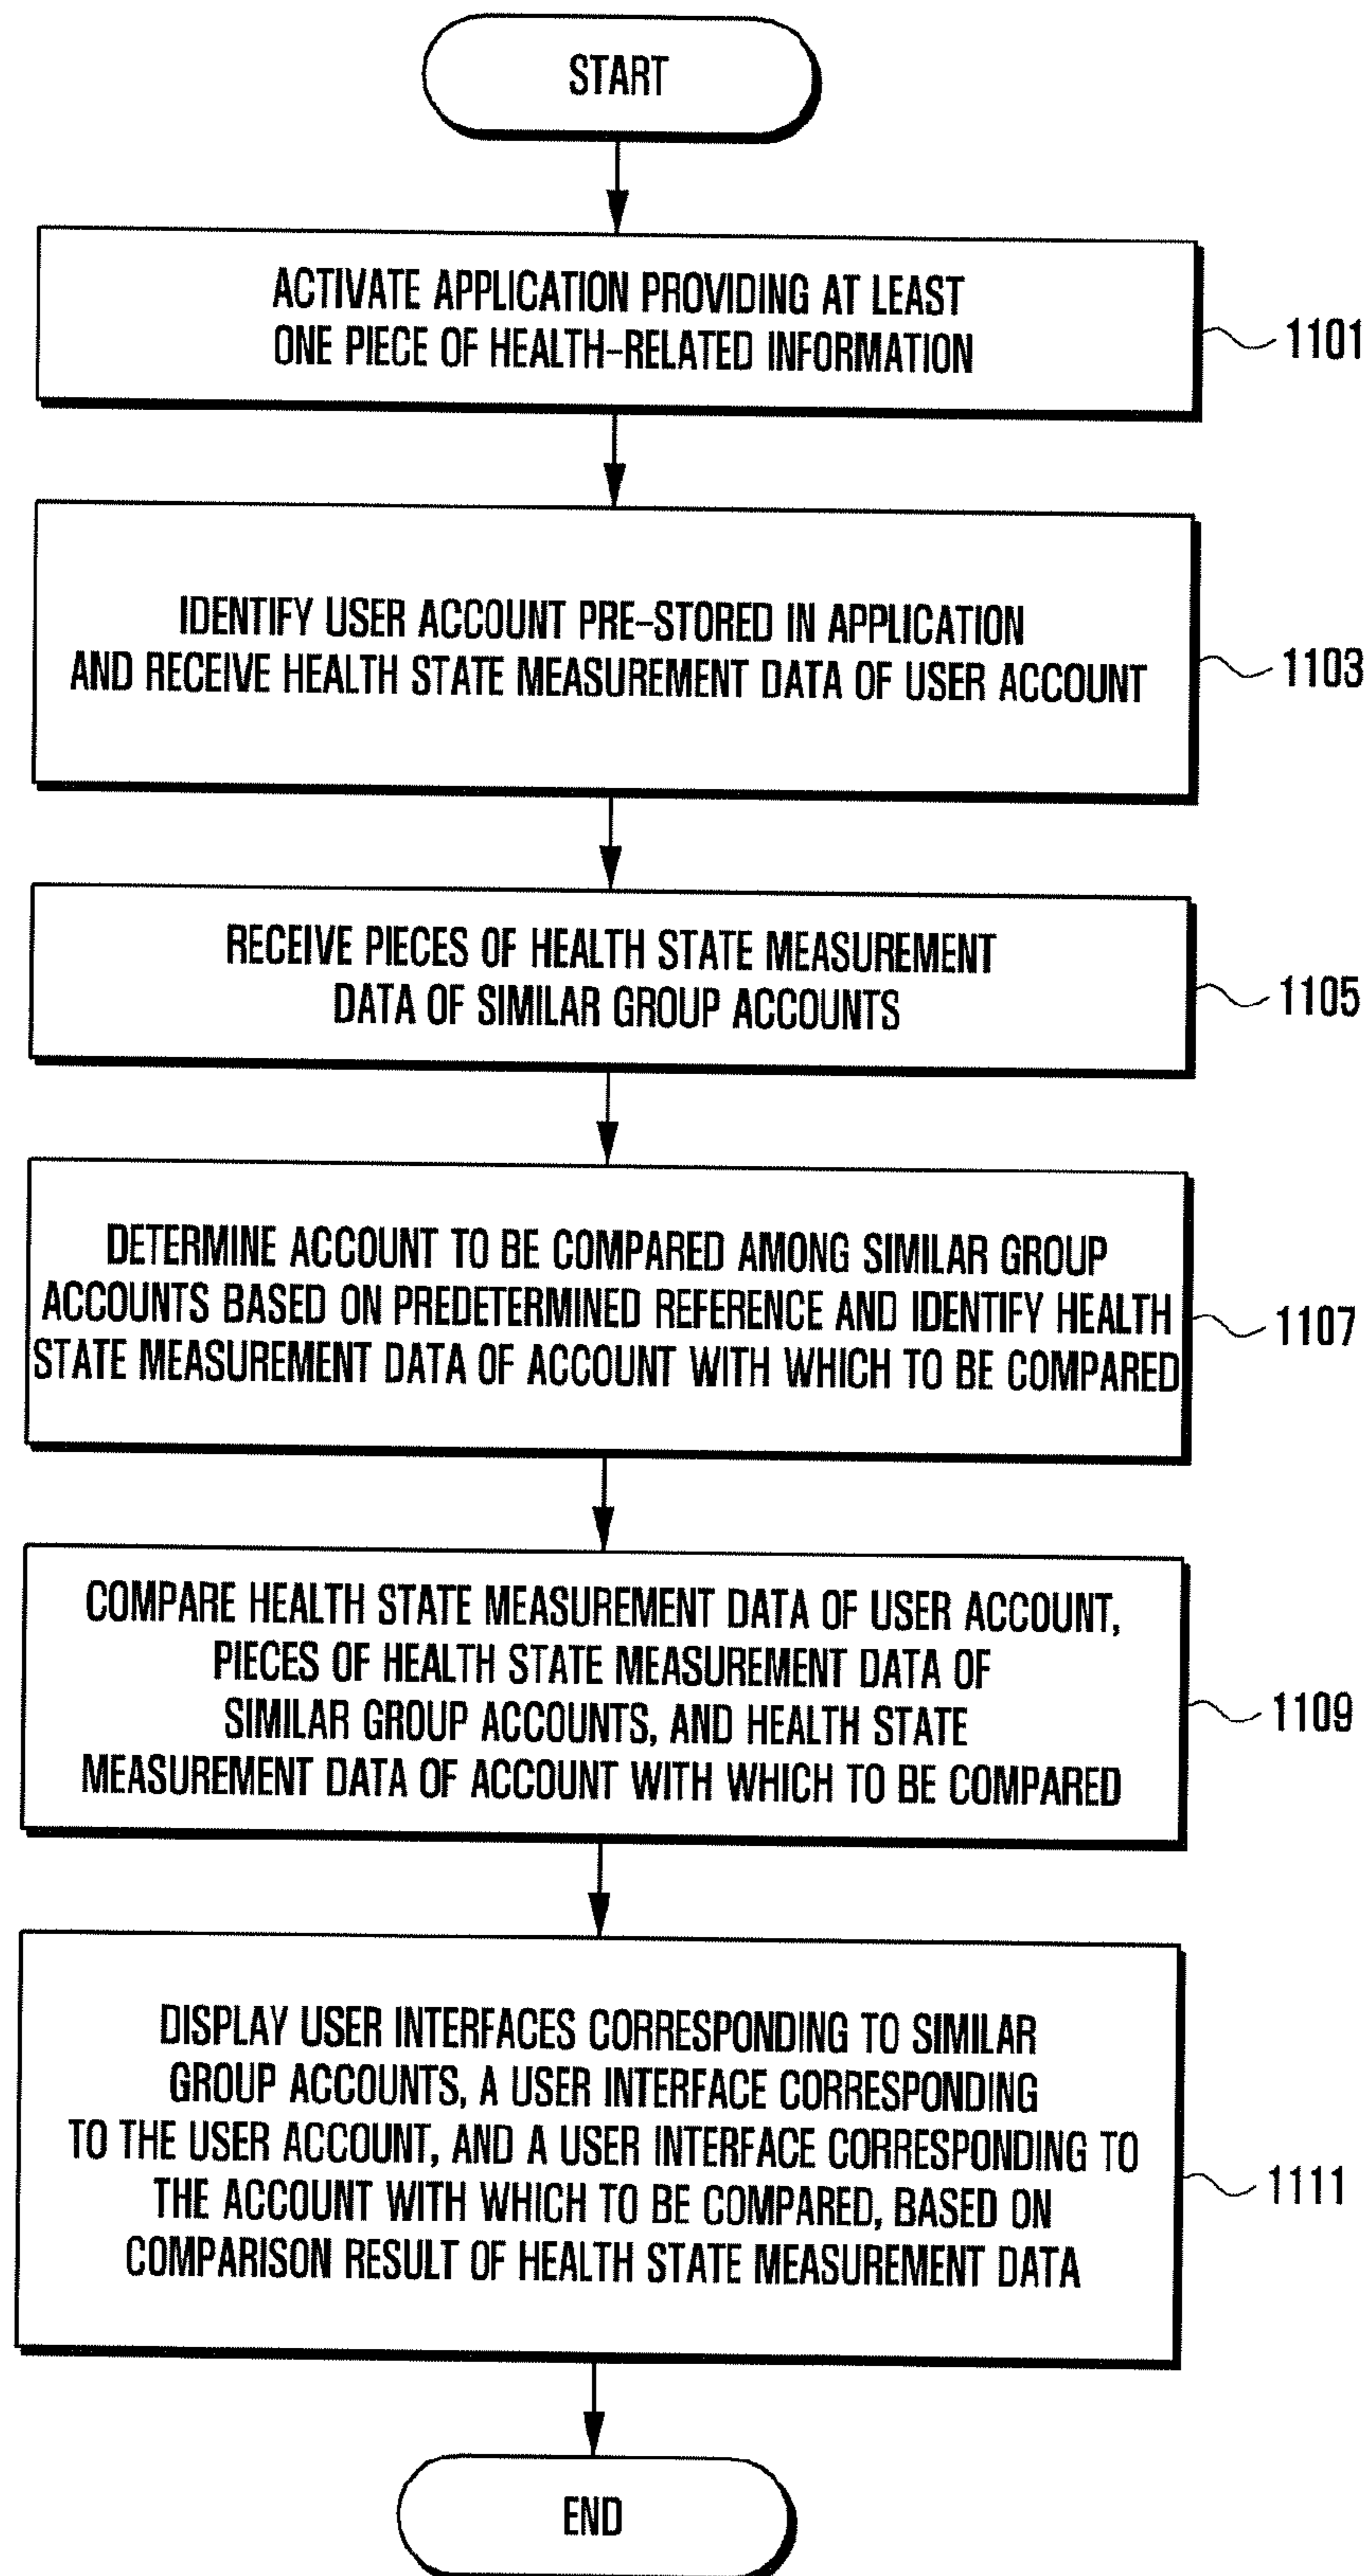 START
ACTIVATE APPLICATION PROVIDING AT LEAST
ONE PIECE OF HEALTH-RELATED INFORMATION
1101
IDENTIFY USER ACCOUNT PRE-STORED IN APPLICATION
AND RECEIVE HEALTH STATE MEASUREMENT DATA OF USER ACCOUNT
1103
RECEIVE PIECES OF HEALTH STATE MEASUREMENT
DATA OF SIMILAR GROUP ACCOUNTS
1105
DETERMINE ACCOUNT TO BE COMPARED AMONG SIMILAR GROUP
ACCOUNTS BASED ON PREDETERMINED REFERENCE AND IDENTIFY HEALTH
STATE MEASUREMENT DATA OF ACCOUNT WITH WHICH TO BE COMPARED
1107
COMPARE HEALTH STATE MEASUREMENT DATA OF USER ACCOUNT,
PIECES OF HEALTH STATE MEASUREMENT DATA OF
SIMILAR GROUP ACCOUNTS, AND HEALTH STATE
MEASUREMENT DATA OF ACCOUNT WITH WHICH TO BE COMPARED
1109
DISPLAY USER INTERFACES CORRESPONDING TO SIMILAR
GROUP ACCOUNTS, A USER INTERFACE CORRESPONDING
TO THE USER ACCOUNT, AND A USER INTERFACE CORRESPONDING TO
THE ACCOUNT WITH WHICH TO BE COMPARED, BASED ON
COMPARISON RESULT OF HEALTH STATE MEASUREMENT DATA
1111
END